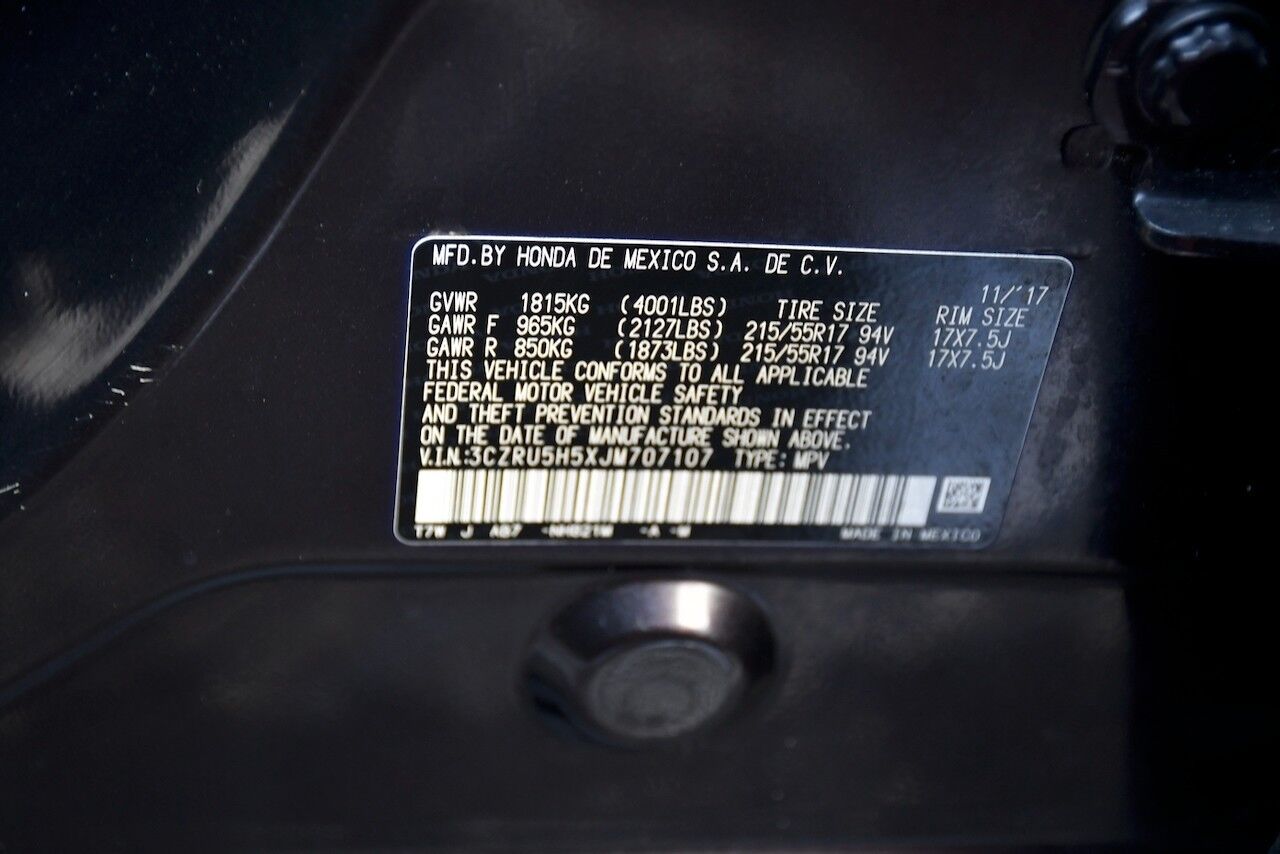 MFD.BY HONDA DE MEXICO S.A. DE C.V.
11/'17
GVWR 1815KG (4001LBS) TIRE SIZE RIM SIZE
GAWR F 965KG (2127LBS) 215/55R17 94V 17X7.5J
GAWR R 850KG (1873LBS) 215/55R17 94V 17X7.5J
THIS VEHICLE CONFORMS TO ALL APPLICABLE
FEDERAL MOTOR VEHICLE SAFETY
AND THEFT PREVENTION STANDARDS IN EFFECT
ON THE DATE OF MANUFACTURE SHOWN ABOVE.
V.I.N.:3CZRU5H5XJM707107 TYPE: MPV
T7W J AB7 -NH821M -A -W MADE IN MEXICO